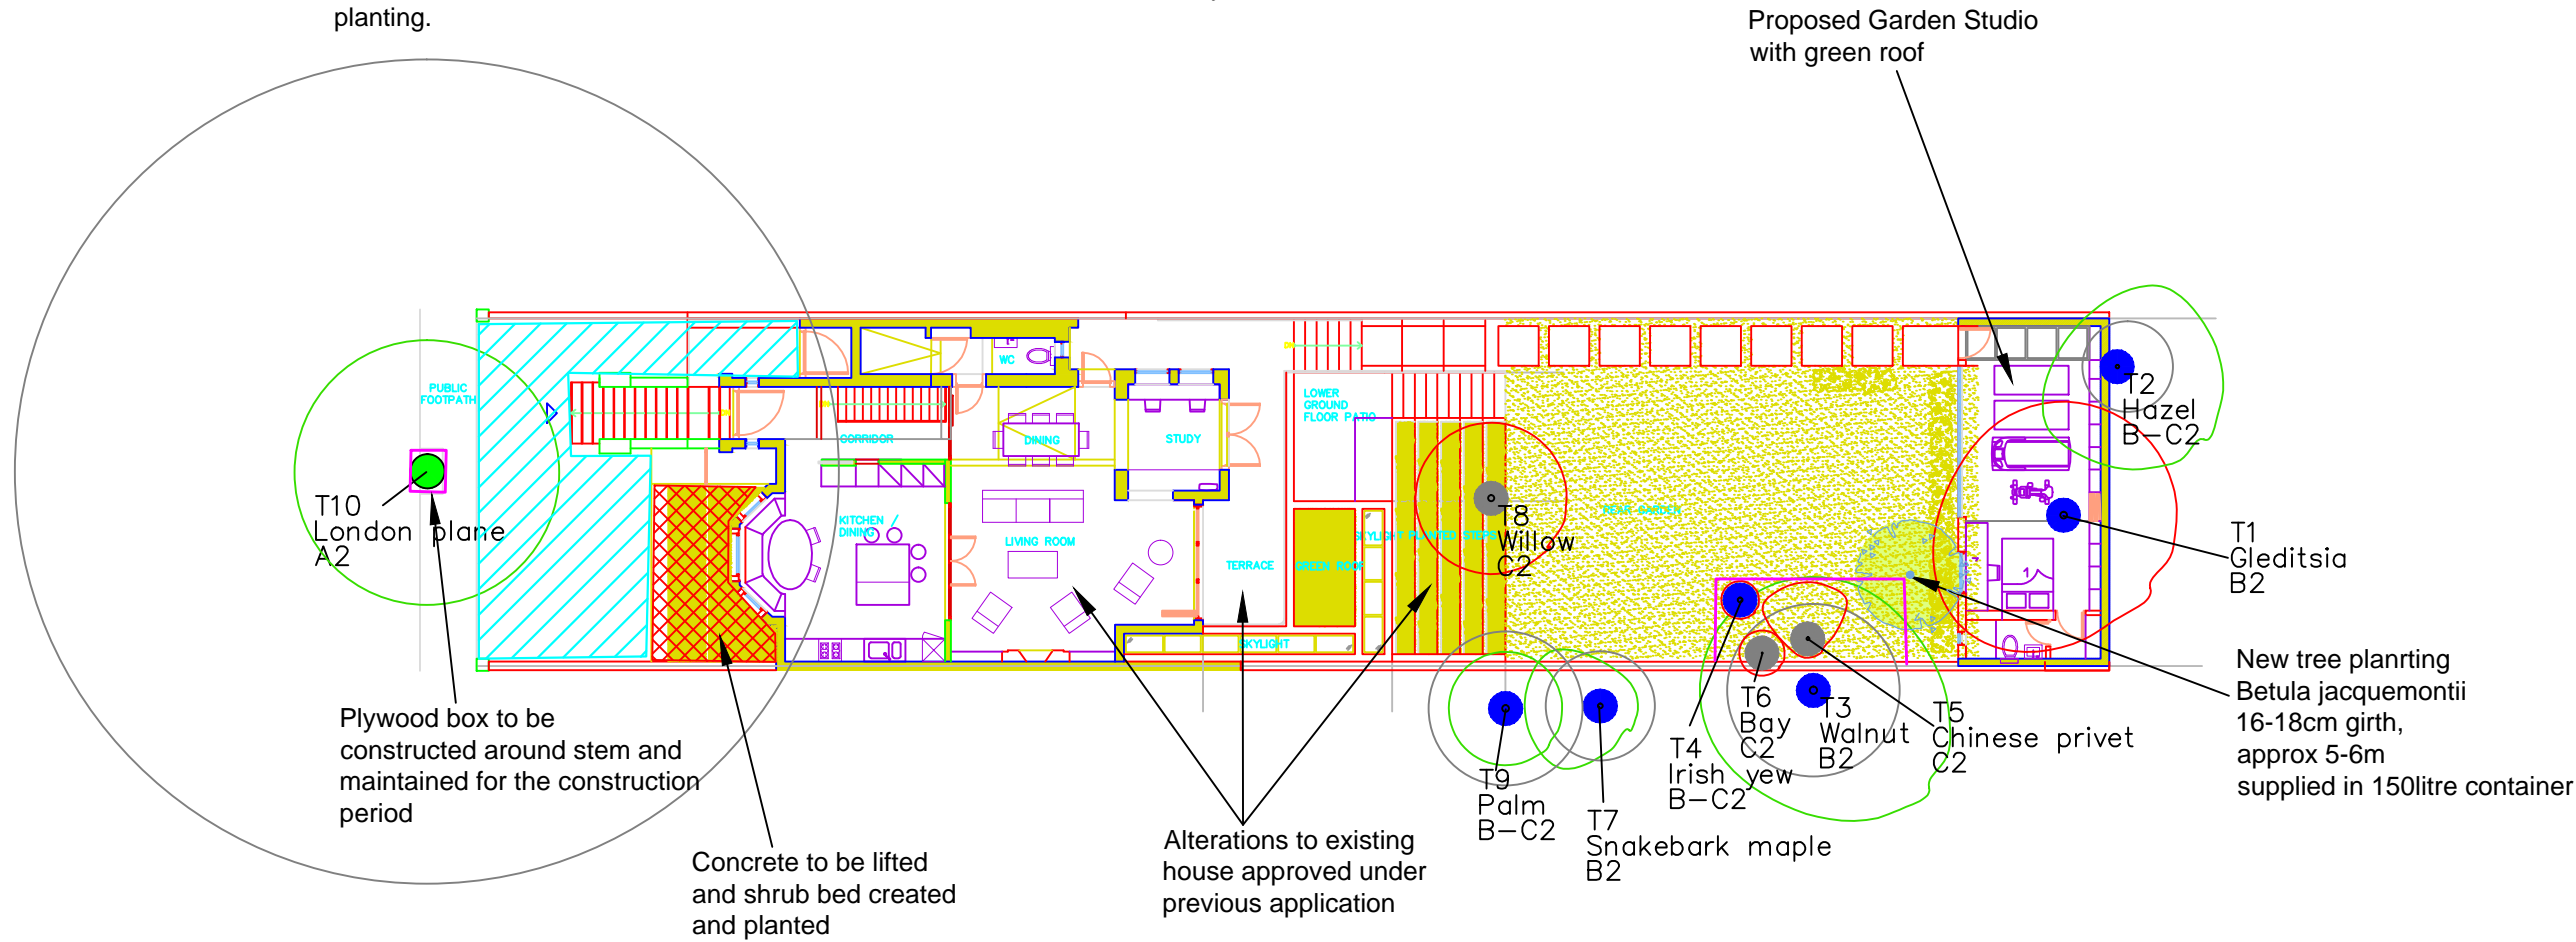 planting.
Proposed Garden Studio
with green roof
PUBLIC
FOOTPATH
WC
CORRIDOR
DINING
STUDY
LOWER
GROUND
FLOOR PATIO
KITCHEN /
DINING
LIVING ROOM
TERRACE
GREEN ROOF
SKYLIGHT
PLANTED STEPS
SKYLIGHT
REAR GARDEN
T10
London plane
A2
T8
Willow
C2
T2
Hazel
B-C2
T1
Gleditsia
B2
T6
Bay
C2
T3
Walnut
B2
T5
Chinese privet
C2
T4
Irish yew
B-C2
T9
Palm
B-C2
T7
Snakebark maple
B2
New tree planrting
Betula jacquemontii
16-18cm girth,
approx 5-6m
supplied in 150litre container
Plywood box to be
constructed around stem and
maintained for the construction
period
Concrete to be lifted
and shrub bed created
and planted
Alterations to existing
house approved under
previous application